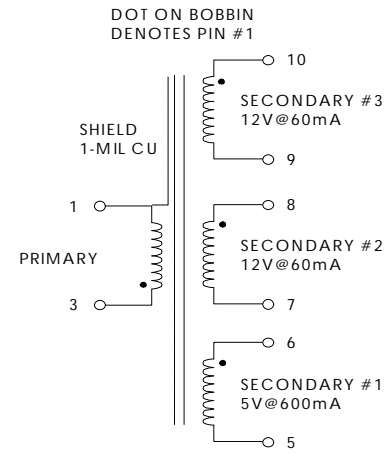 DOT ON BOBBIN
DENOTES PIN #1
10
SECONDARY #3
12V@60mA
SHIELD
1-MIL CU
9
1
8
SECONDARY #2
12V@60mA
PRIMARY
3
7
6
SECONDARY #1
5V@600mA
5